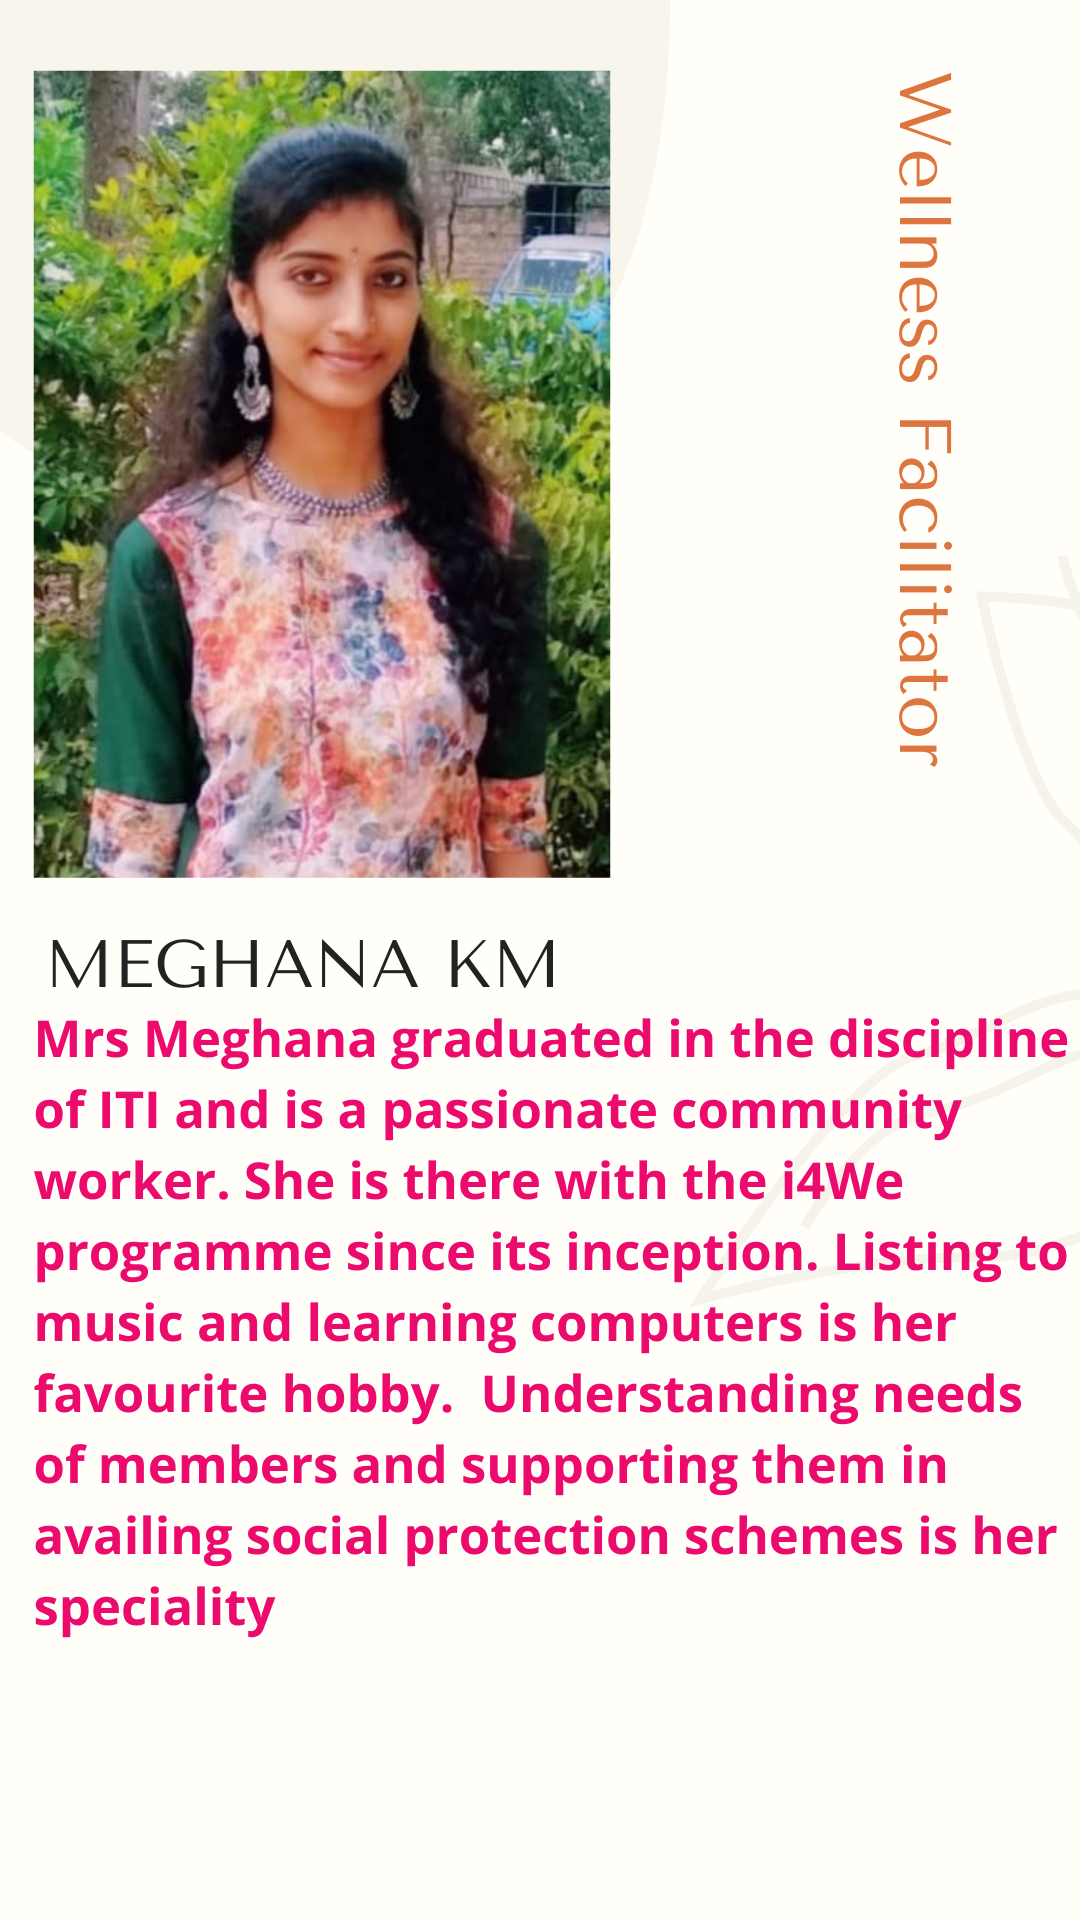 Wellness Facilitator
MEGHANA KM
Mrs Meghana graduated in the discipline
of ITI and is a passionate community
worker. She is there with the i4We
programme since its inception. Listing to
music and learning computers is her
favourite hobby.  Understanding needs
of members and supporting them in
availing social protection schemes is her
speciality